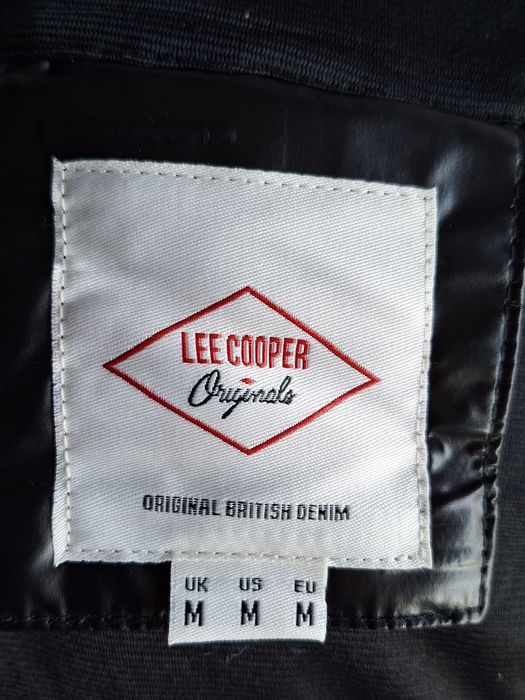 LEE COOPER
Originals
ORIGINAL BRITISH DENIM
UK US EU
M M M